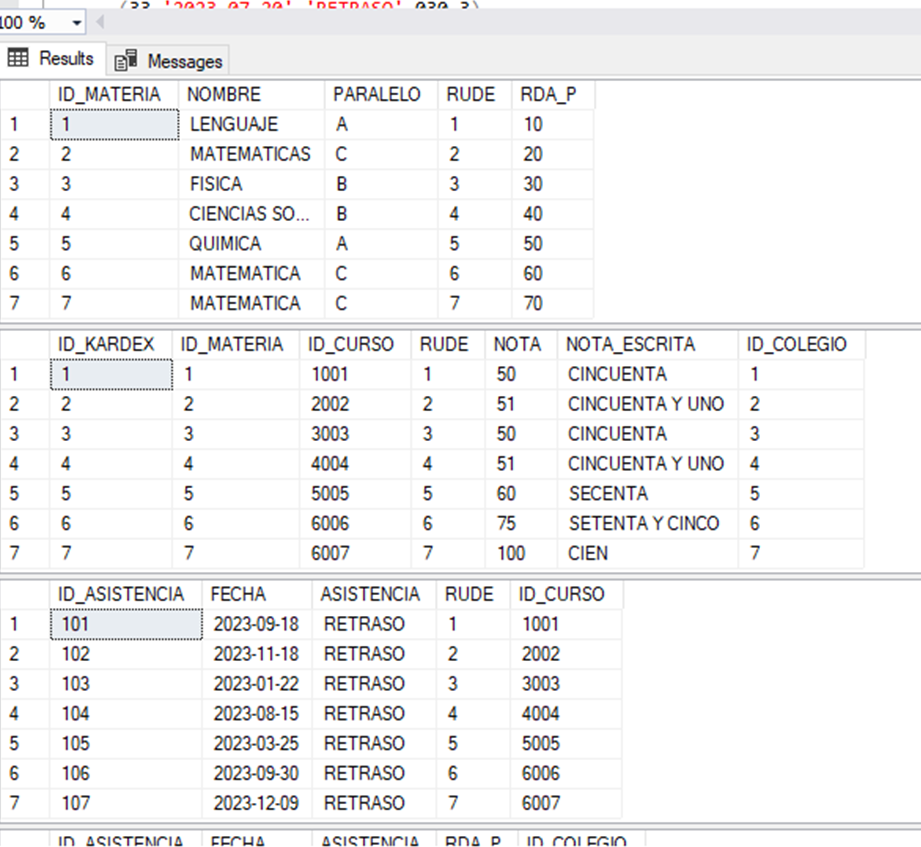 (33,'2023-07-20','RETRASO',030,3)
100 %
Results Messages
ID_MATERIA NOMBRE PARALELO RUDE RDA_P
1 1 LENGUAJE A 1 10
2 2 MATEMATICAS C 2 20
3 3 FISICA B 3 30
4 4 CIENCIAS SO... B 4 40
5 5 QUIMICA A 5 50
6 6 MATEMATICA C 6 60
7 7 MATEMATICA C 7 70
ID_KARDEX ID_MATERIA ID_CURSO RUDE NOTA NOTA_ESCRITA ID_COLEGIO
1 1 1 1001 1 50 CINCUENTA 1
2 2 2 2002 2 51 CINCUENTA Y UNO 2
3 3 3 3003 3 50 CINCUENTA 3
4 4 4 4004 4 51 CINCUENTA Y UNO 4
5 5 5 5005 5 60 SECENTA 5
6 6 6 6006 6 75 SETENTA Y CINCO 6
7 7 7 6007 7 100 CIEN 7
ID_ASISTENCIA FECHA ASISTENCIA RUDE ID_CURSO
1 101 2023-09-18 RETRASO 1 1001
2 102 2023-11-18 RETRASO 2 2002
3 103 2023-01-22 RETRASO 3 3003
4 104 2023-08-15 RETRASO 4 4004
5 105 2023-03-25 RETRASO 5 5005
6 106 2023-09-30 RETRASO 6 6006
7 107 2023-12-09 RETRASO 7 6007
ID_ASISTENCIA FECHA ASISTENCIA RDA_P ID_COLEGIO